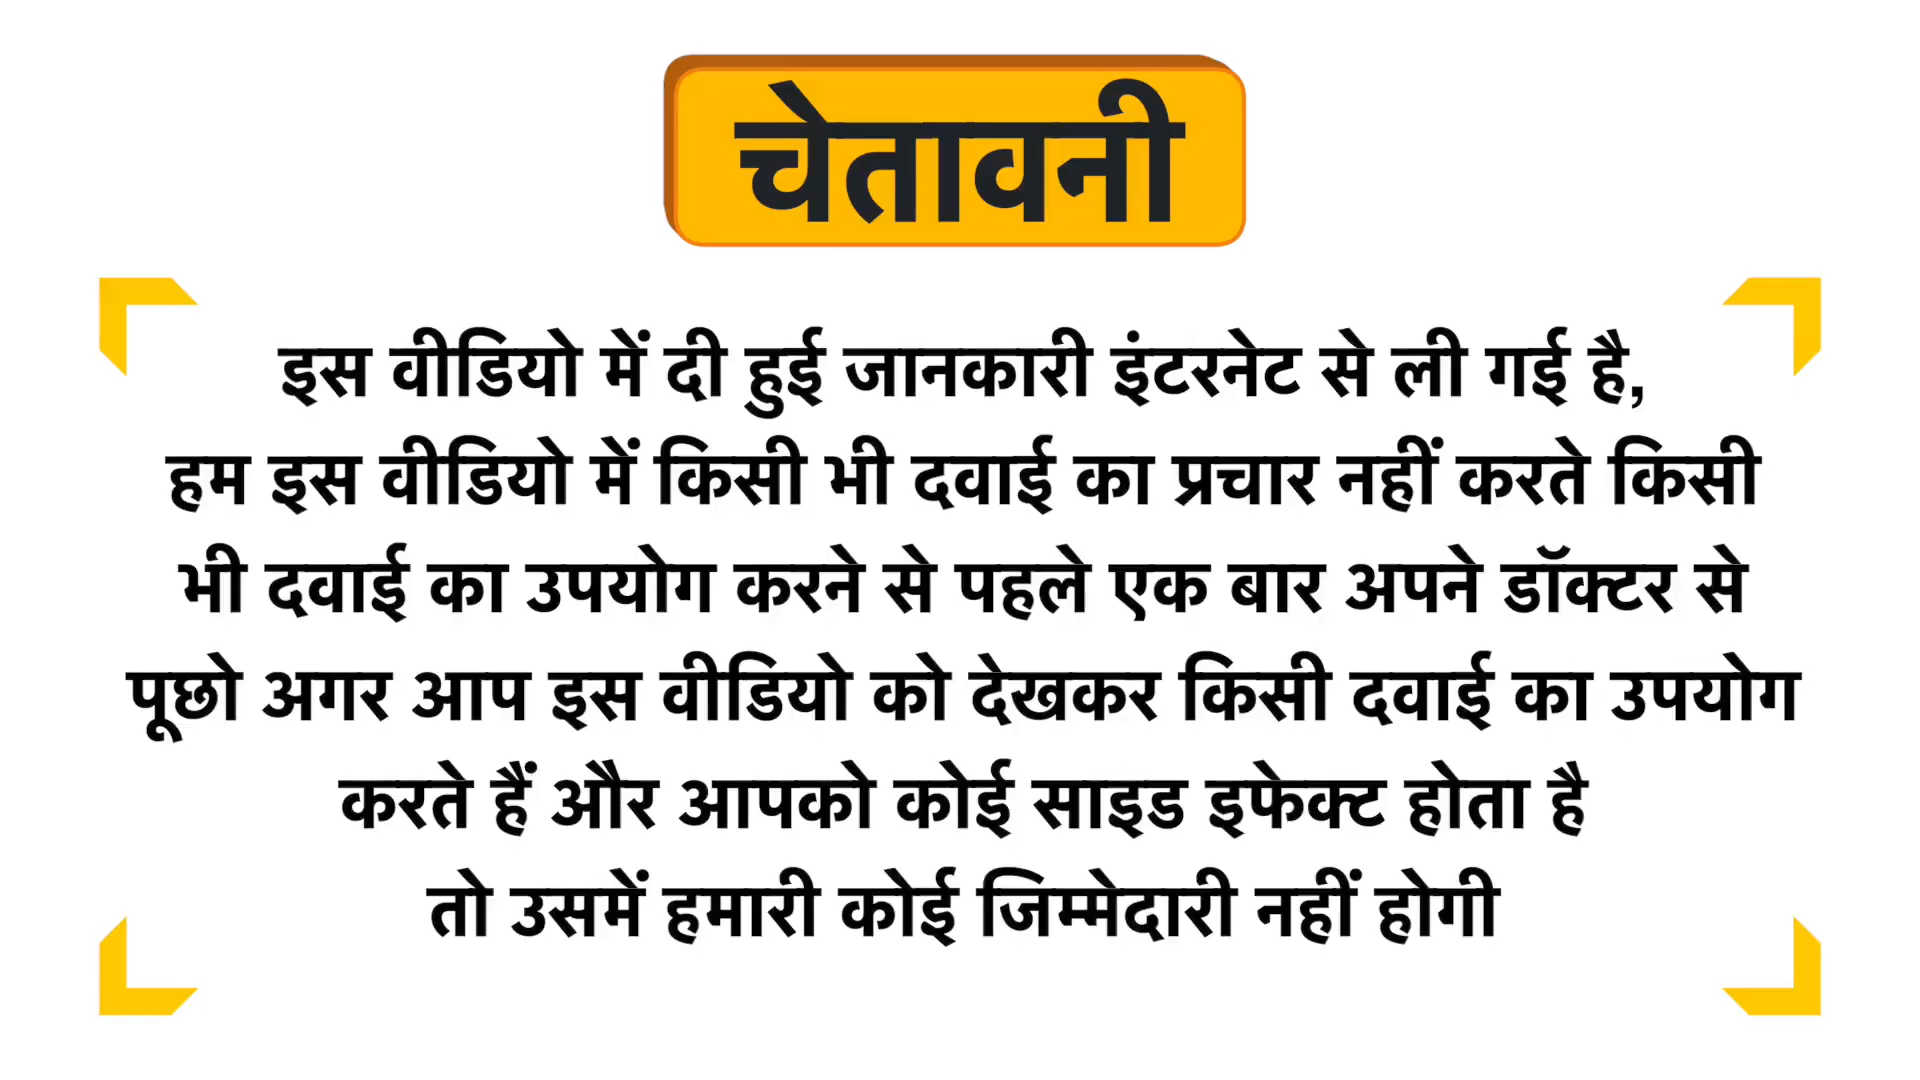 चेतावनी
इस वीडियो में दी हुई जानकारी इंटरनेट से ली गई है,
हम इस वीडियो में किसी भी दवाई का प्रचार नहीं करते किसी
भी दवाई का उपयोग करने से पहले एक बार अपने डॉक्टर से
पूछो अगर आप इस वीडियो को देखकर किसी दवाई का उपयोग
करते हैं और आपको कोई साइड इफेक्ट होता है
तो उसमें हमारी कोई जिम्मेदारी नहीं होगी